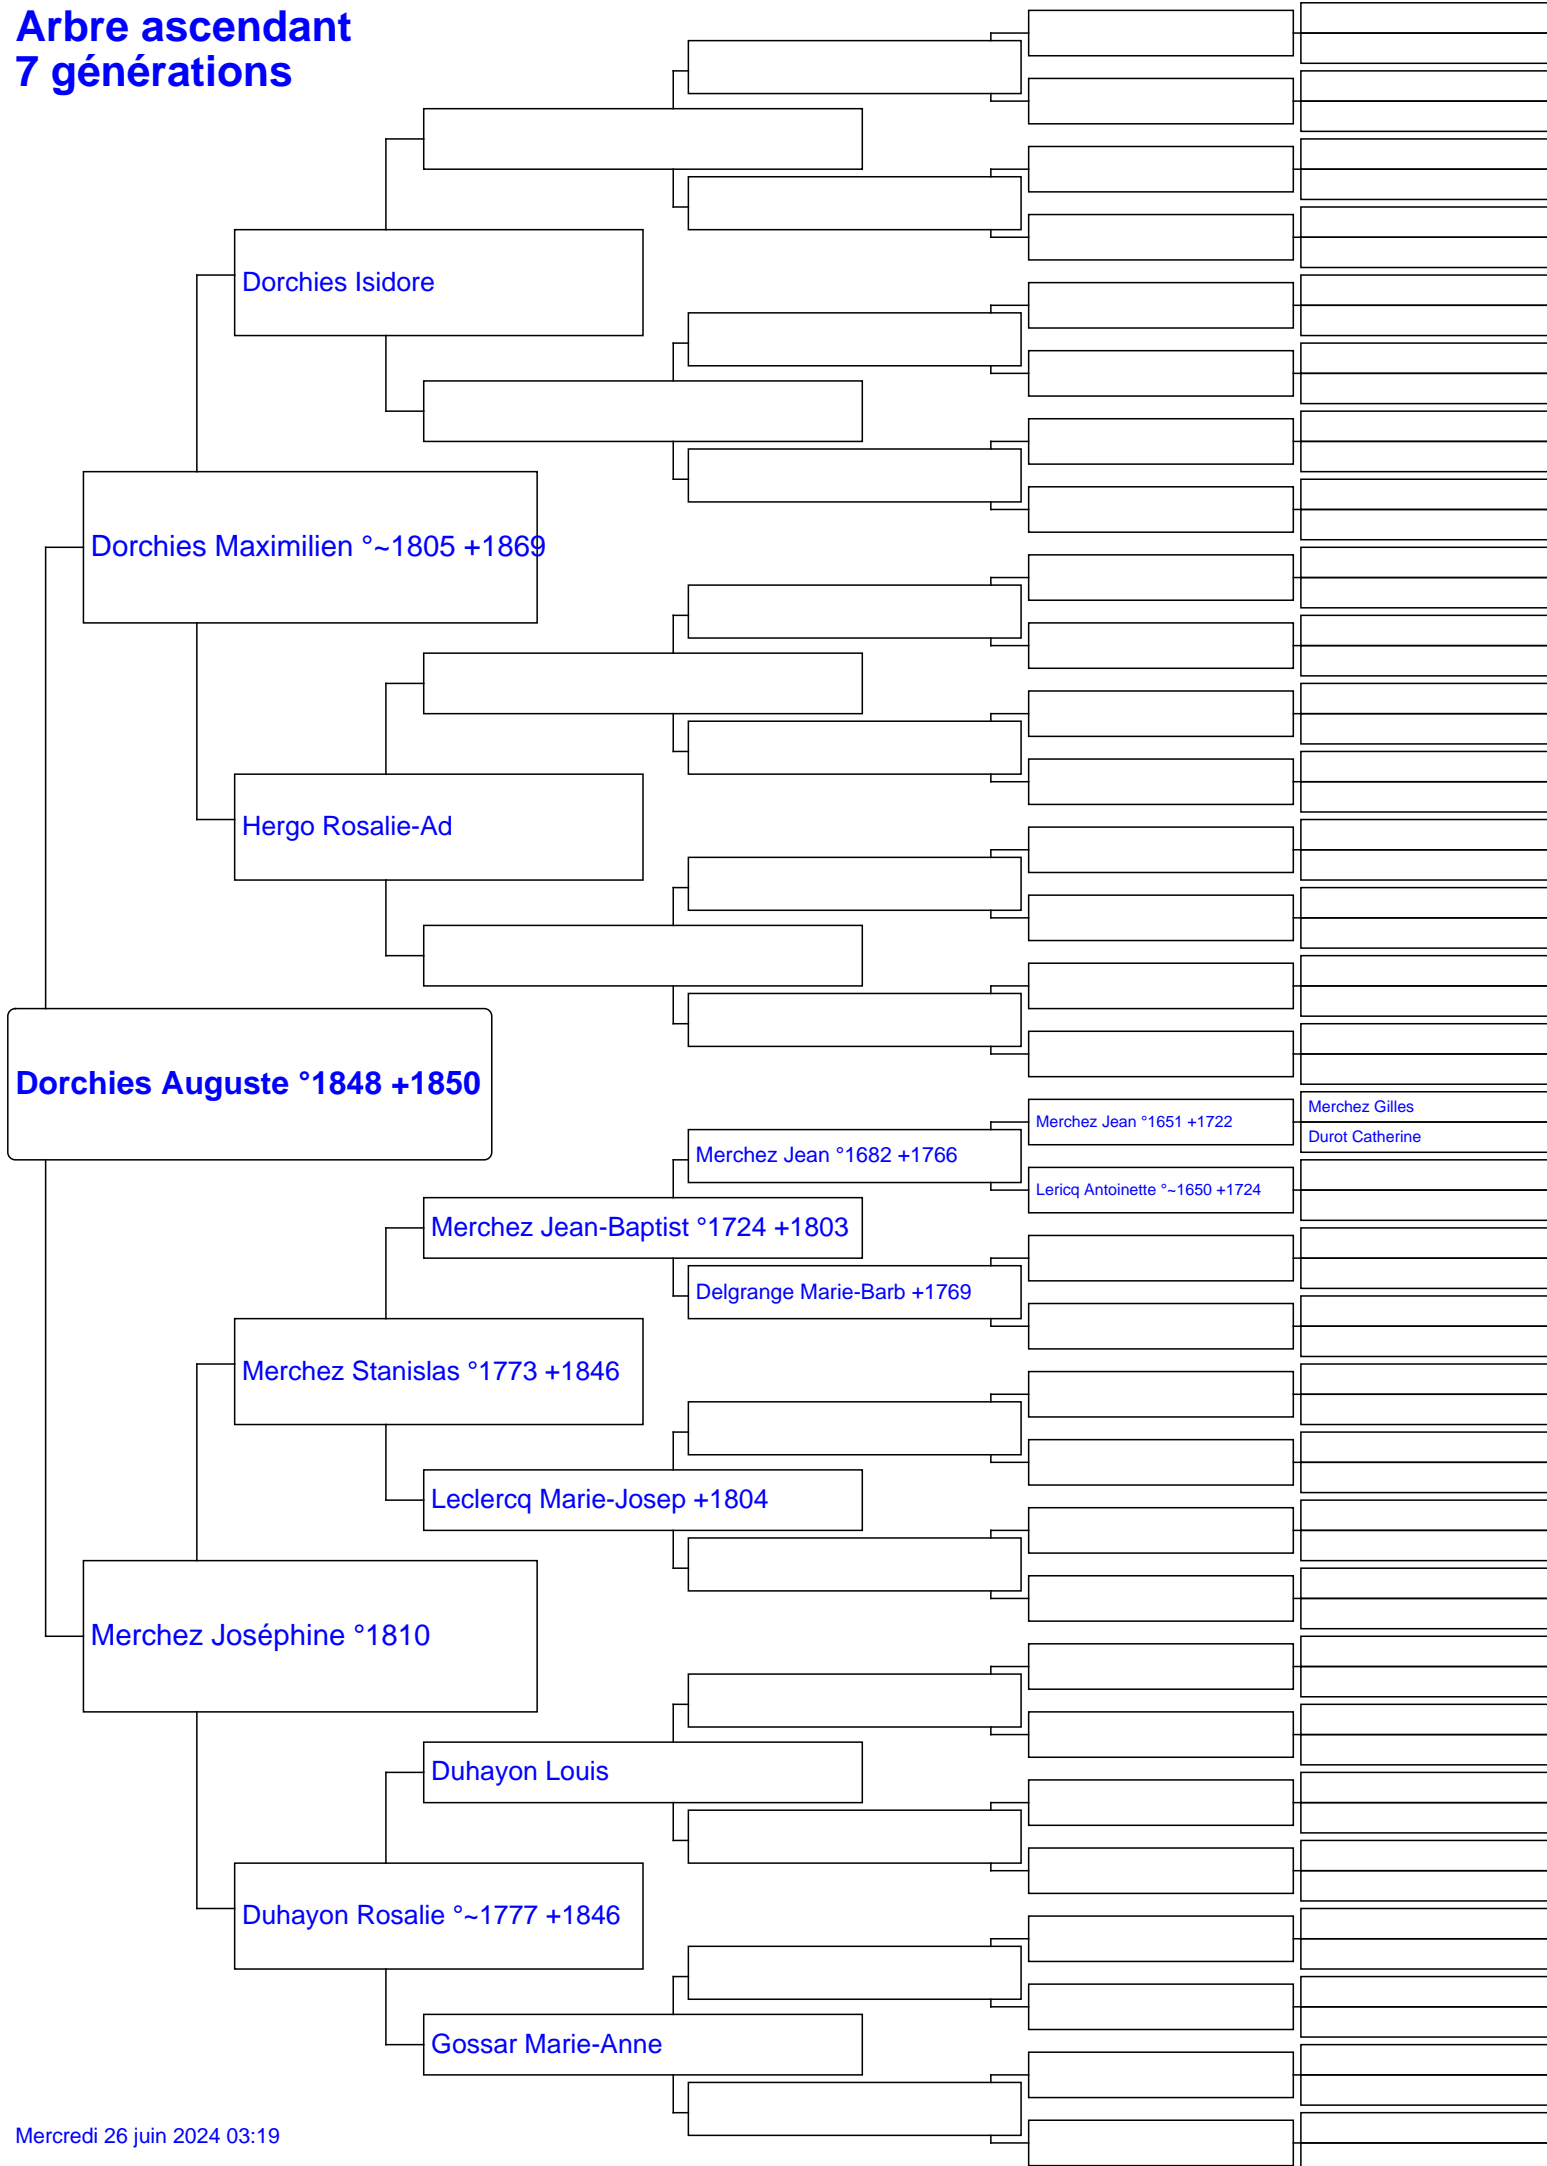 Arbre ascendant
7 générations
Dorchies Isidore
Dorchies Maximilien °~1805 +1869
Hergo Rosalie-Ad
Dorchies Auguste °1848 +1850
Merchez Gilles
Merchez Jean °1651 +1722
Durot Catherine
Merchez Jean °1682 +1766
Lericq Antoinette °~1650 +1724
Merchez Jean-Baptist °1724 +1803
Delgrange Marie-Barb +1769
Merchez Stanislas °1773 +1846
Leclercq Marie-Josep +1804
Merchez Joséphine °1810
Duhayon Louis
Duhayon Rosalie °~1777 +1846
Gossar Marie-Anne
Mercredi 26 juin 2024 03:19